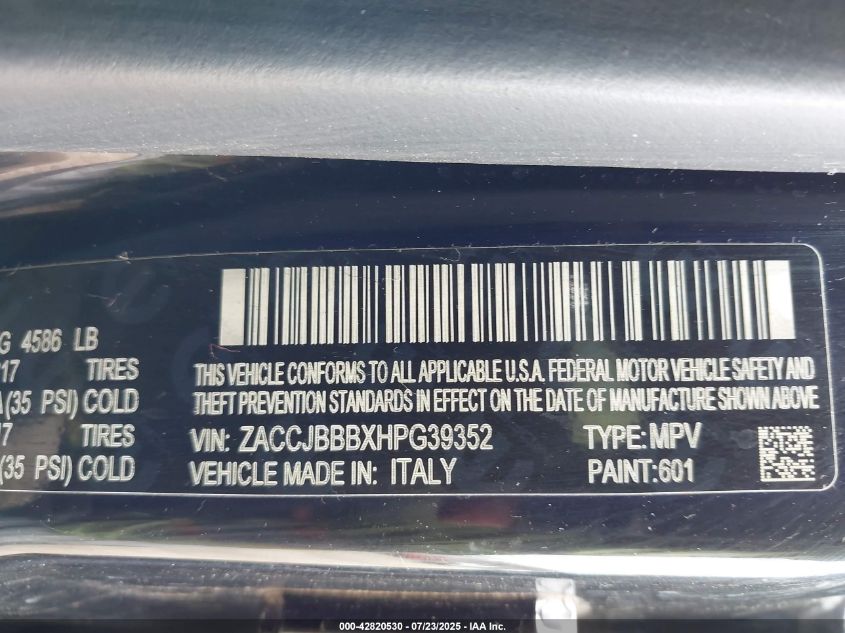 G 4586 LB
17 TIRES
(35 PSI) COLD
TIRES
(35 PSI) COLD
THIS VEHICLE CONFORMS TO ALL APPLICABLE U.S.A. FEDERAL MOTOR VEHICLE SAFETY AND
THEFT PREVENTION STANDARDS IN EFFECT ON THE DATE OF MANUFACTURE SHOWN ABOVE
VIN: ZACCJBBBXHPG39352 TYPE: MPV
VEHICLE MADE IN: ITALY PAINT: 601
000-42820530 - 07/23/2025 - IAA Inc.